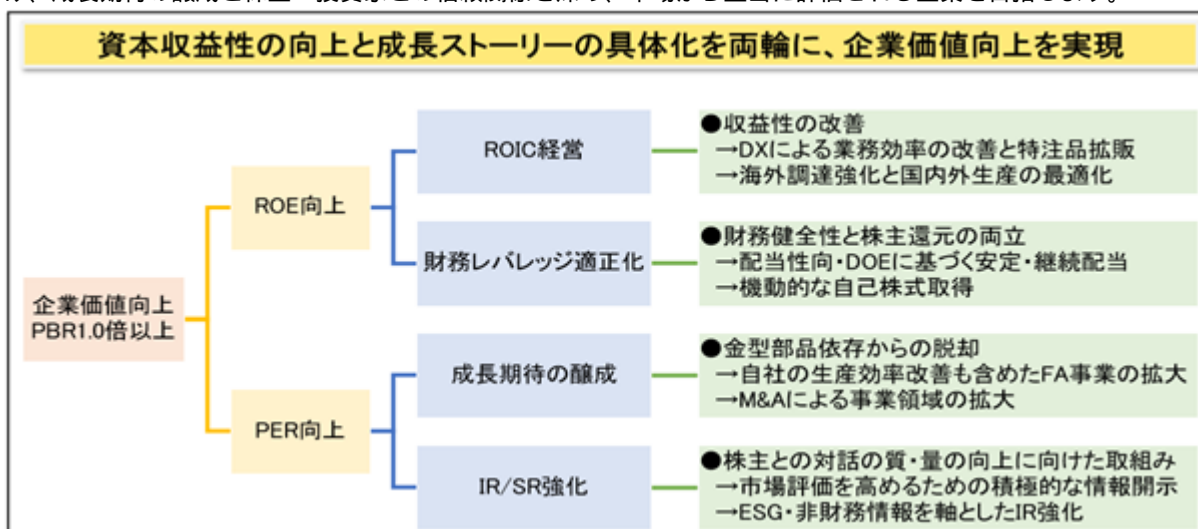 資本収益性の向上と成長ストーリーの具体化を両輪に、企業価値向上を実現
企業価値向上
PBR1.0倍以上
ROE向上
ROIC経営
●収益性の改善
→DXによる業務効率の改善と特注品拡販
→海外調達強化と国内外生産の最適化
財務レバレッジ適正化
●財務健全性と株主還元の両立
→配当性向・DOEに基づく安定・継続配当
→機動的な自己株式取得
PER向上
成長期待の醸成
●金型部品依存からの脱却
→自社の生産効率改善も含めたFA事業の拡大
→M&Aによる事業領域の拡大
IR/SR強化
●株主との対話の質・量の向上に向けた取組み
→市場評価を高めるための積極的な情報開示
→ESG・非財務情報を軸としたIR強化